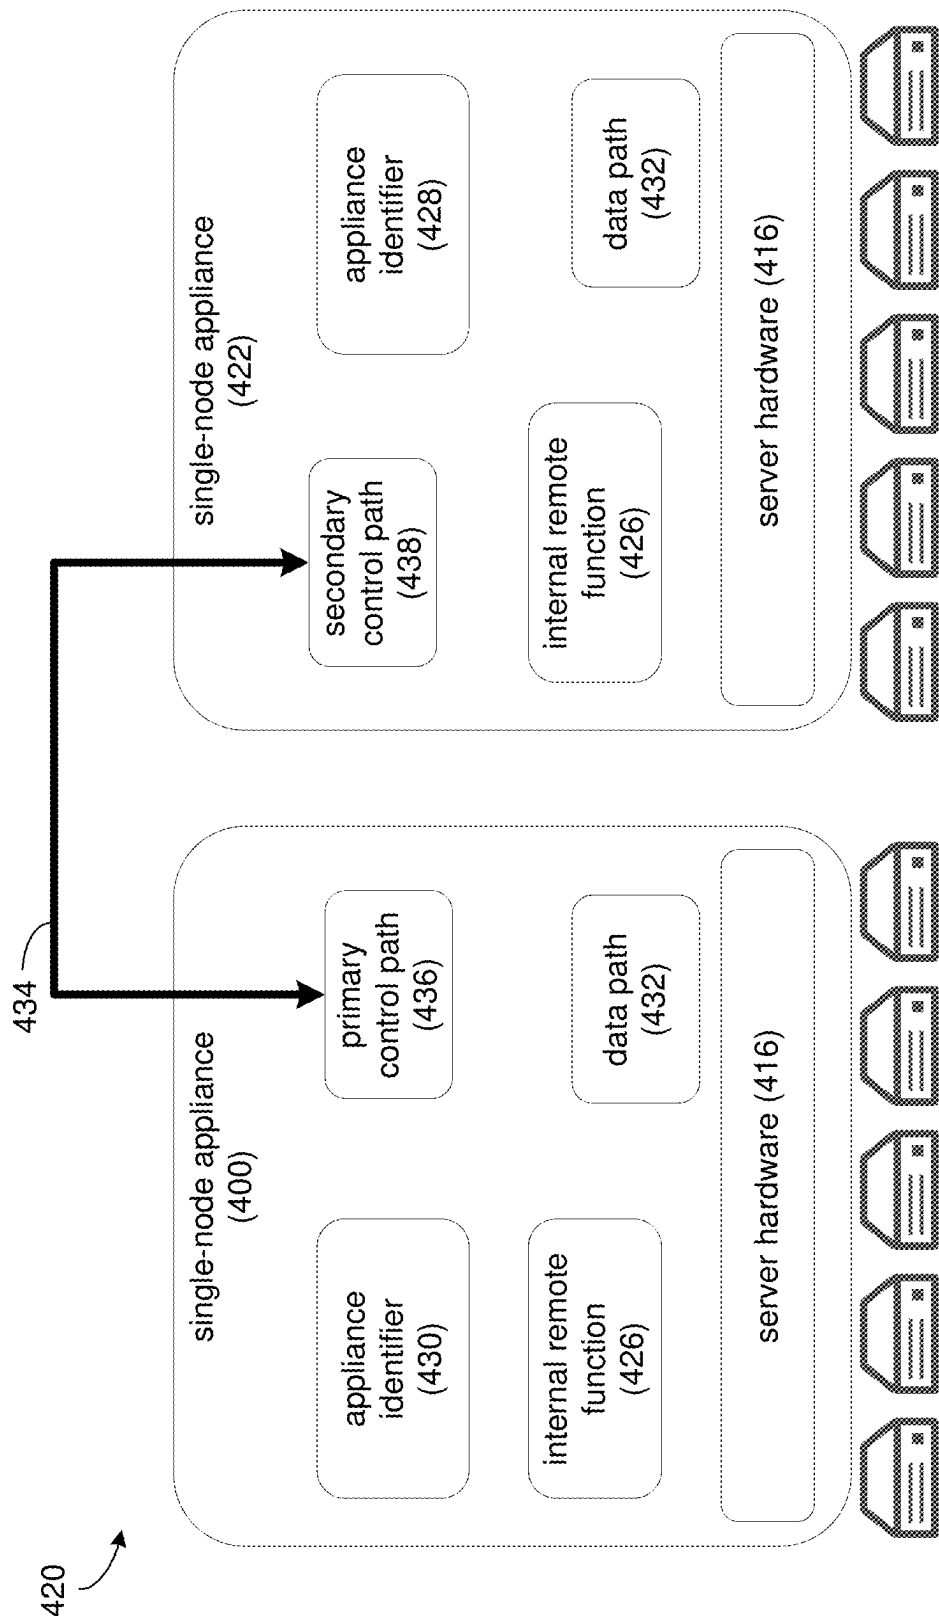 420
434
single-node appliance
(400)
appliance
identifier
(430)
primary
control path
(436)
internal remote
function
(426)
data path
(432)
server hardware (416)
single-node appliance
(422)
secondary
control path
(438)
appliance
identifier
(428)
internal remote
function
(426)
data path
(432)
server hardware (416)